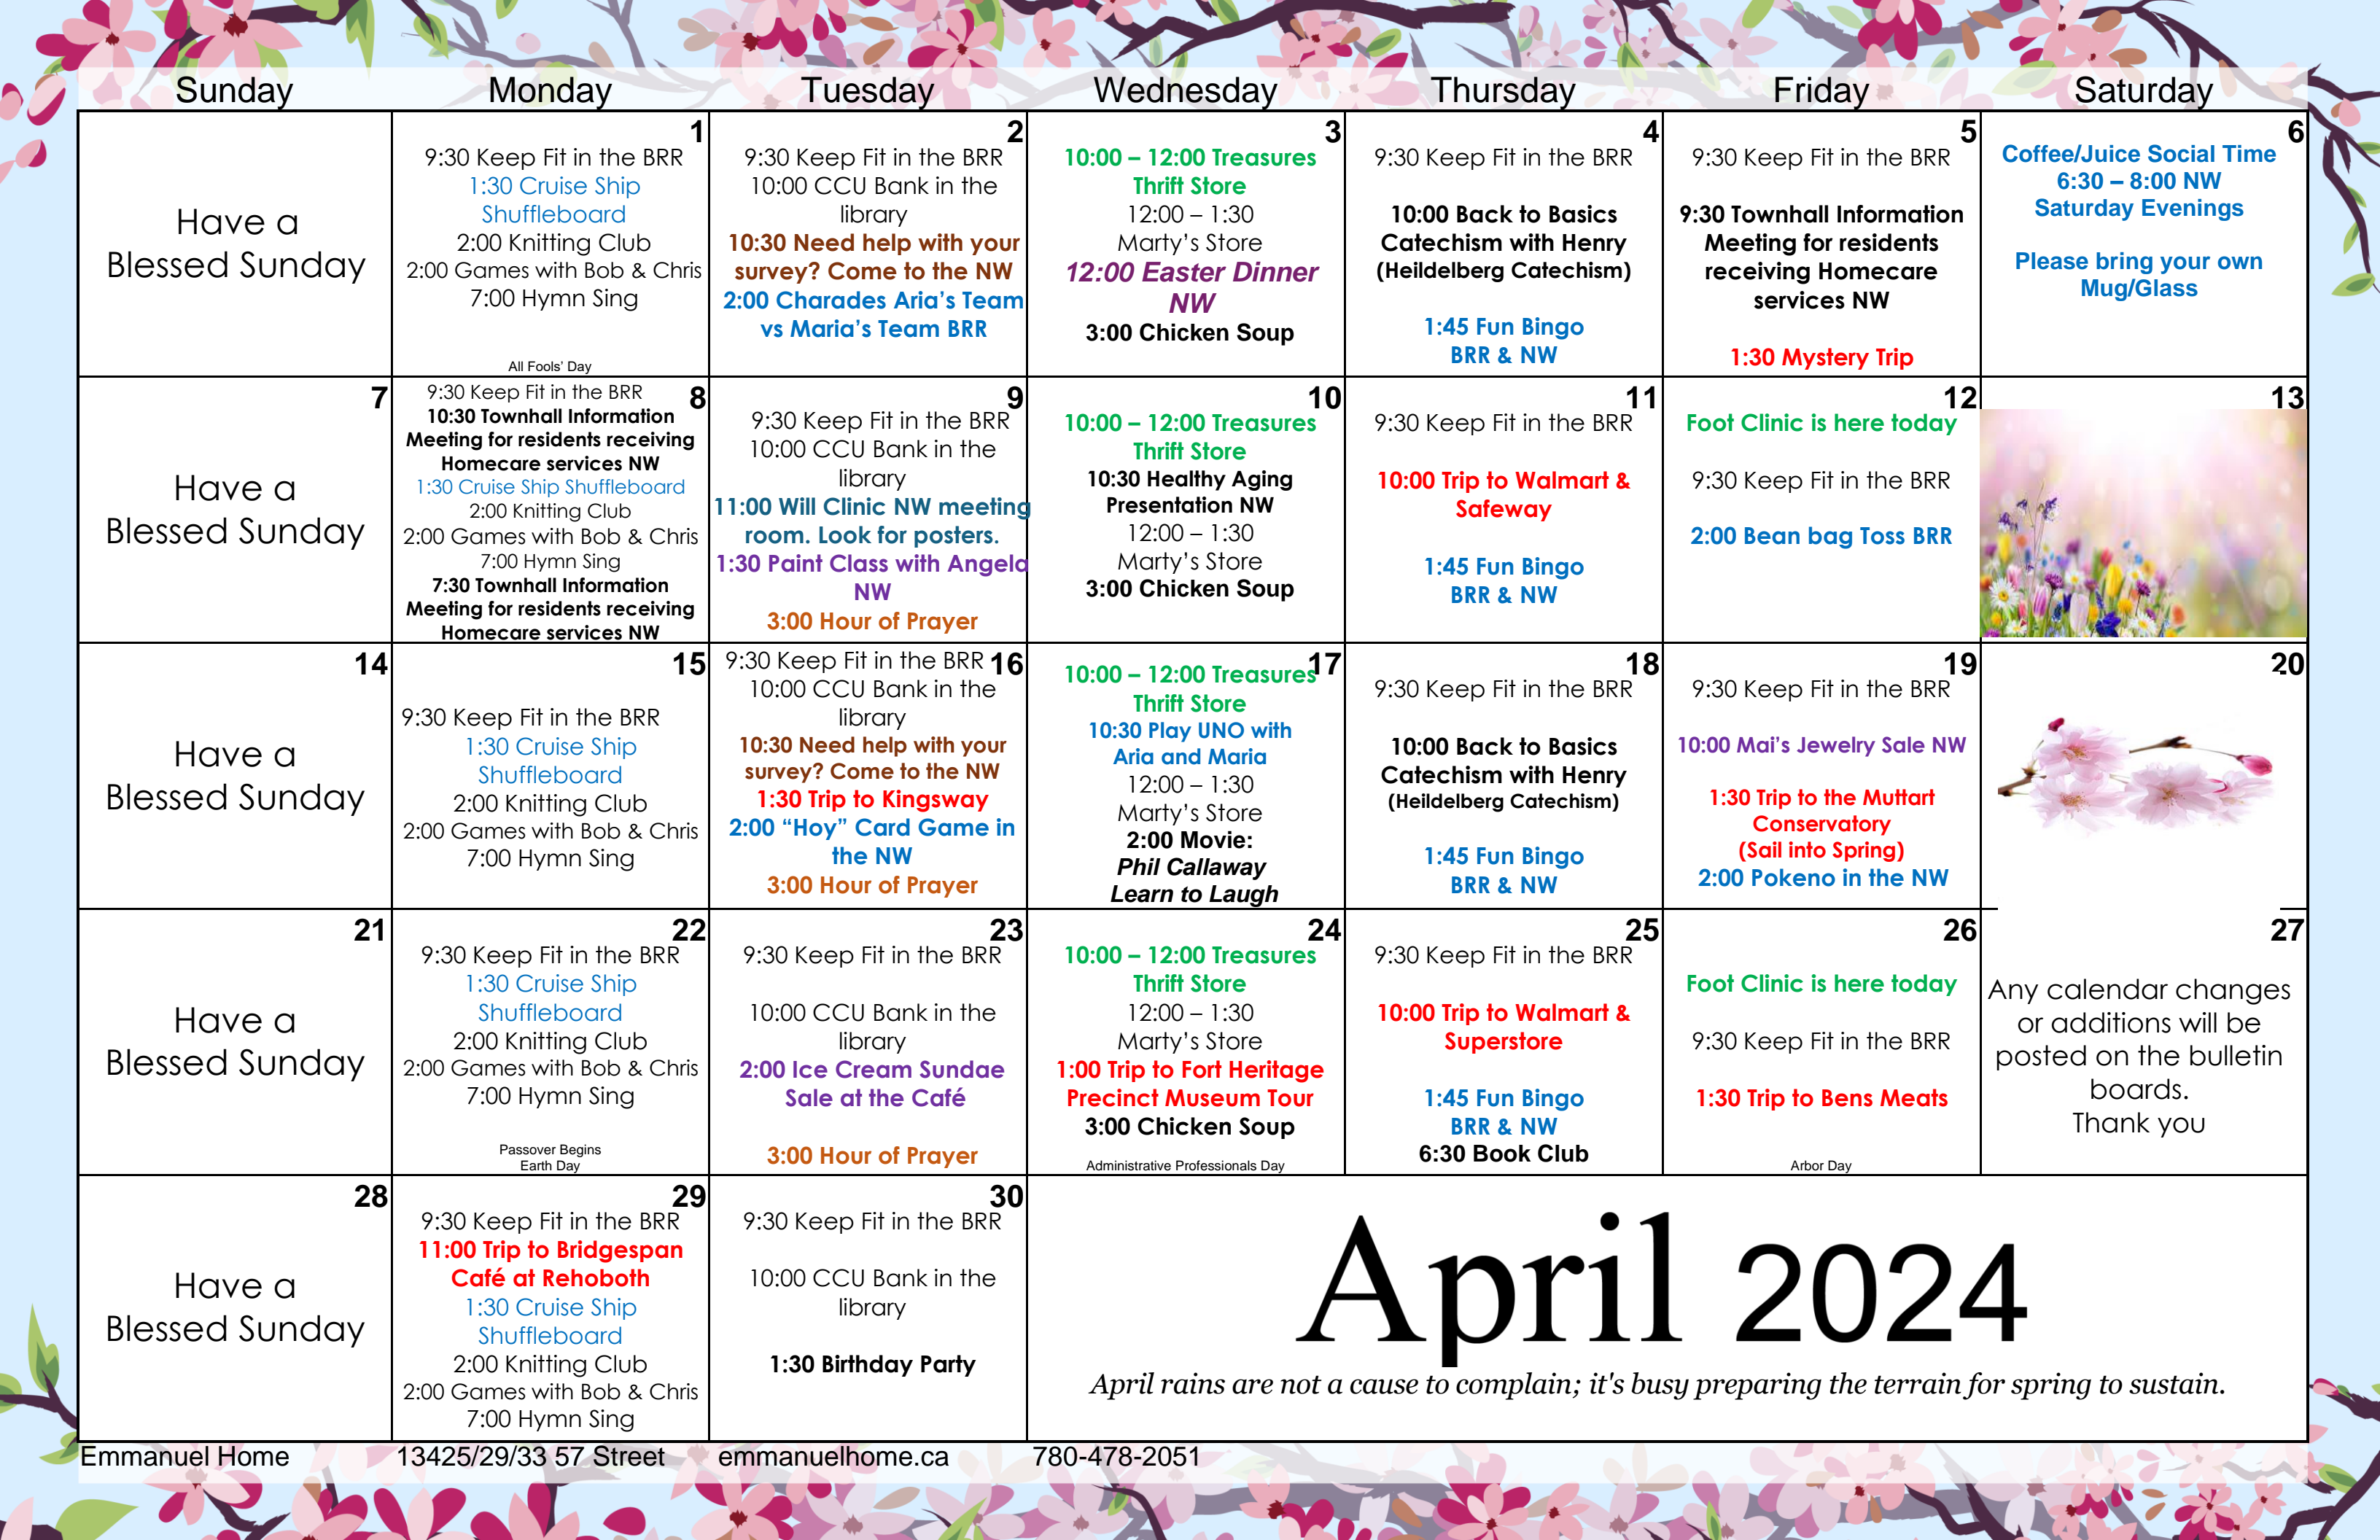 Sunday Monday Tuesday Wednesday Thursday Friday Saturday
Have a
Blessed Sunday
1
9:30 Keep Fit in the BRR
1:30 Cruise Ship
Shuffleboard
2:00 Knitting Club
2:00 Games with Bob & Chris
7:00 Hymn Sing
All Fools' Day
2
9:30 Keep Fit in the BRR
10:00 CCU Bank in the
library
10:30 Need help with your
survey? Come to the NW
2:00 Charades Aria's Team
vs Maria's Team BRR
3
10:00 – 12:00 Treasures
Thrift Store
12:00 – 1:30
Marty's Store
12:00 Easter Dinner
NW
3:00 Chicken Soup
4
9:30 Keep Fit in the BRR
10:00 Back to Basics
Catechism with Henry
(Heildelberg Catechism)
1:45 Fun Bingo
BRR & NW
5
9:30 Keep Fit in the BRR
9:30 Townhall Information
Meeting for residents
receiving Homecare
services NW
1:30 Mystery Trip
6
Coffee/Juice Social Time
6:30 – 8:00 NW
Saturday Evenings
Please bring your own
Mug/Glass
7
Have a
Blessed Sunday
8
9:30 Keep Fit in the BRR
10:30 Townhall Information
Meeting for residents receiving
Homecare services NW
1:30 Cruise Ship Shuffleboard
2:00 Knitting Club
2:00 Games with Bob & Chris
7:00 Hymn Sing
7:30 Townhall Information
Meeting for residents receiving
Homecare services NW
9
9:30 Keep Fit in the BRR
10:00 CCU Bank in the
library
11:00 Will Clinic NW meeting
room. Look for posters.
1:30 Paint Class with Angela
NW
3:00 Hour of Prayer
10
10:00 – 12:00 Treasures
Thrift Store
10:30 Healthy Aging
Presentation NW
12:00 – 1:30
Marty's Store
3:00 Chicken Soup
11
9:30 Keep Fit in the BRR
10:00 Trip to Walmart &
Safeway
1:45 Fun Bingo
BRR & NW
12
Foot Clinic is here today
9:30 Keep Fit in the BRR
2:00 Bean bag Toss BRR
13
14
Have a
Blessed Sunday
15
9:30 Keep Fit in the BRR
1:30 Cruise Ship
Shuffleboard
2:00 Knitting Club
2:00 Games with Bob & Chris
7:00 Hymn Sing
9:30 Keep Fit in the BRR 16
10:00 CCU Bank in the
library
10:30 Need help with your
survey? Come to the NW
1:30 Trip to Kingsway
2:00 "Hoy" Card Game in
the NW
3:00 Hour of Prayer
17
10:00 – 12:00 Treasures
Thrift Store
10:30 Play UNO with
Aria and Maria
12:00 – 1:30
Marty's Store
2:00 Movie:
Phil Callaway
Learn to Laugh
18
9:30 Keep Fit in the BRR
10:00 Back to Basics
Catechism with Henry
(Heildelberg Catechism)
1:45 Fun Bingo
BRR & NW
19
9:30 Keep Fit in the BRR
10:00 Mai's Jewelry Sale NW
1:30 Trip to the Muttart
Conservatory
(Sail into Spring)
2:00 Pokeno in the NW
20
21
Have a
Blessed Sunday
22
9:30 Keep Fit in the BRR
1:30 Cruise Ship
Shuffleboard
2:00 Knitting Club
2:00 Games with Bob & Chris
7:00 Hymn Sing
Passover Begins
Earth Day
23
9:30 Keep Fit in the BRR
10:00 CCU Bank in the
library
2:00 Ice Cream Sundae
Sale at the Café
3:00 Hour of Prayer
24
10:00 – 12:00 Treasures
Thrift Store
12:00 – 1:30
Marty's Store
1:00 Trip to Fort Heritage
Precinct Museum Tour
3:00 Chicken Soup
Administrative Professionals Day
25
9:30 Keep Fit in the BRR
10:00 Trip to Walmart &
Superstore
1:45 Fun Bingo
BRR & NW
6:30 Book Club
26
Foot Clinic is here today
9:30 Keep Fit in the BRR
1:30 Trip to Bens Meats
Arbor Day
27
Any calendar changes
or additions will be
posted on the bulletin
boards.
Thank you
28
Have a
Blessed Sunday
29
9:30 Keep Fit in the BRR
11:00 Trip to Bridgespan
Café at Rehoboth
1:30 Cruise Ship
Shuffleboard
2:00 Knitting Club
2:00 Games with Bob & Chris
7:00 Hymn Sing
30
9:30 Keep Fit in the BRR
10:00 CCU Bank in the
library
1:30 Birthday Party
April 2024
April rains are not a cause to complain; it's busy preparing the terrain for spring to sustain.
Emmanuel Home 13425/29/33 57 Street emmanuelhome.ca 780-478-2051